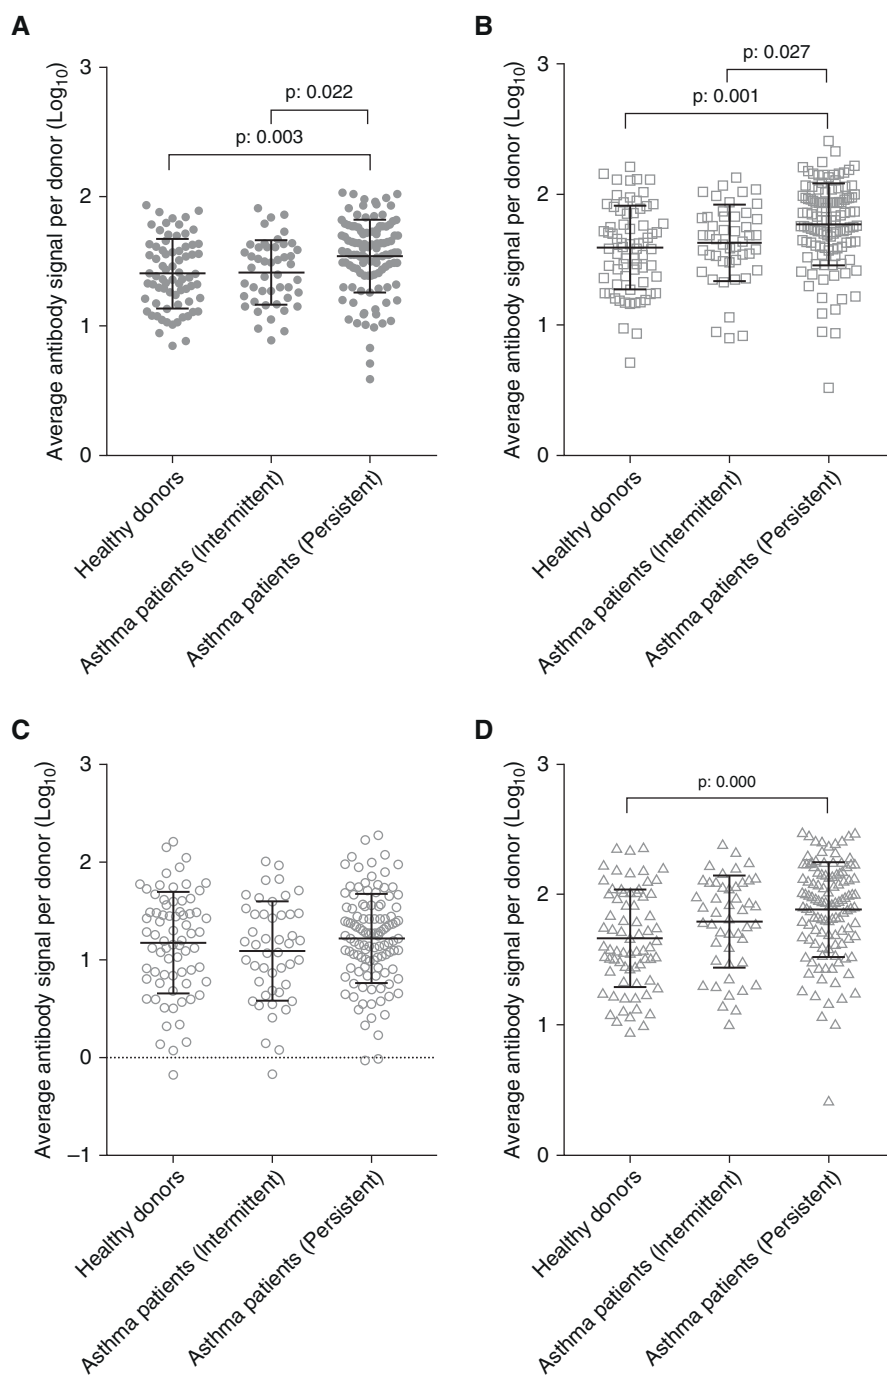 A
Average antibody signal per donor (Log10)
3
2
1
0
p: 0.022
p: 0.003
Healthy donors
Asthma patients (Intermittent)
Asthma patients (Persistent)
B
Average antibody signal per donor (Log10)
3
2
1
0
p: 0.027
p: 0.001
Healthy donors
Asthma patients (Intermittent)
Asthma patients (Persistent)
C
Average antibody signal per donor (Log10)
3
2
1
0
−1
Healthy donors
Asthma patients (Intermittent)
Asthma patients (Persistent)
D
Average antibody signal per donor (Log10)
3
2
1
0
p: 0.000
Healthy donors
Asthma patients (Intermittent)
Asthma patients (Persistent)